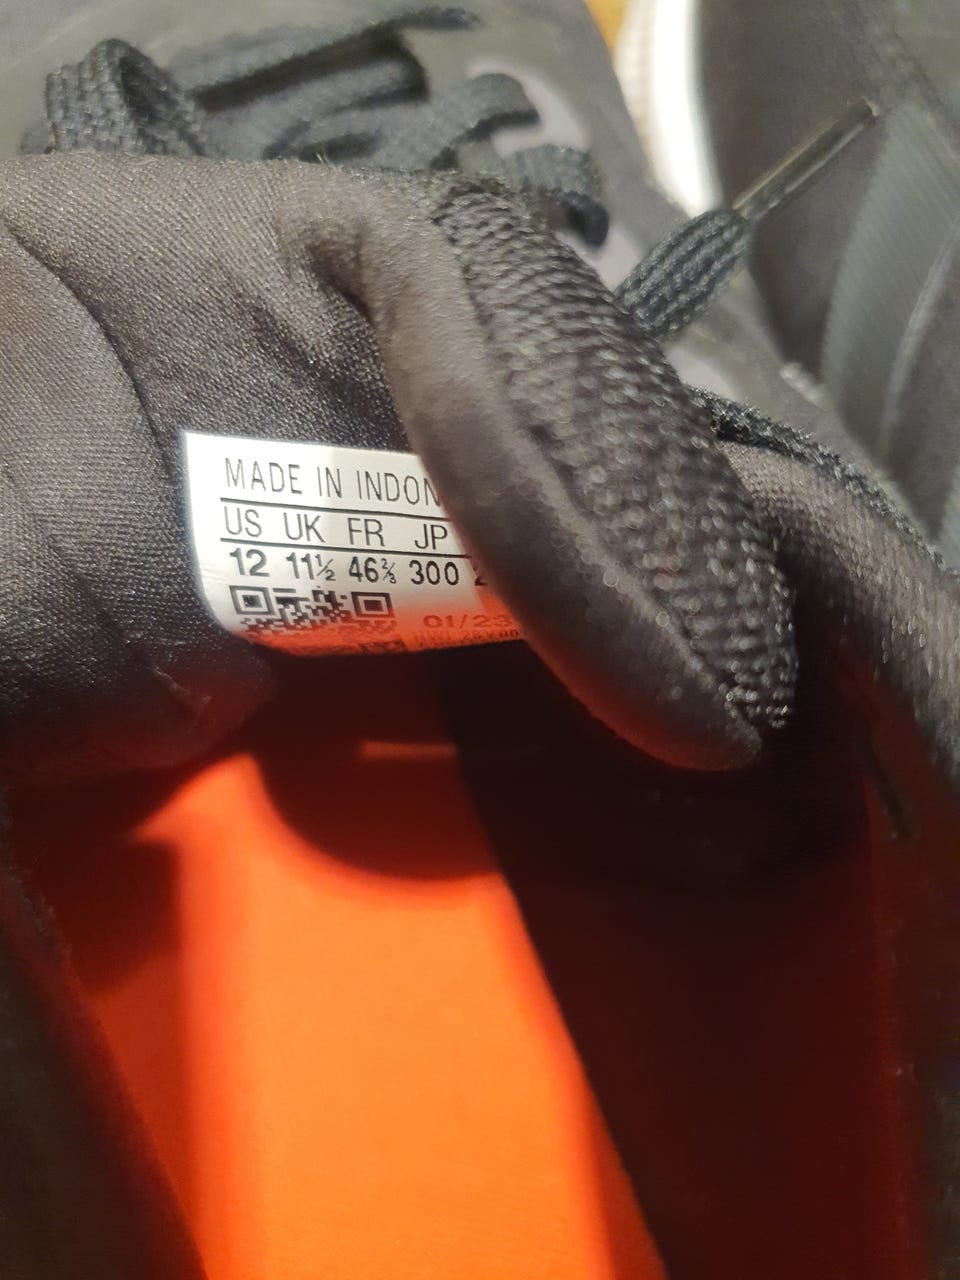 MADE IN INDON
US UK FR JP
12 11½ 46⅔ 300
01/23